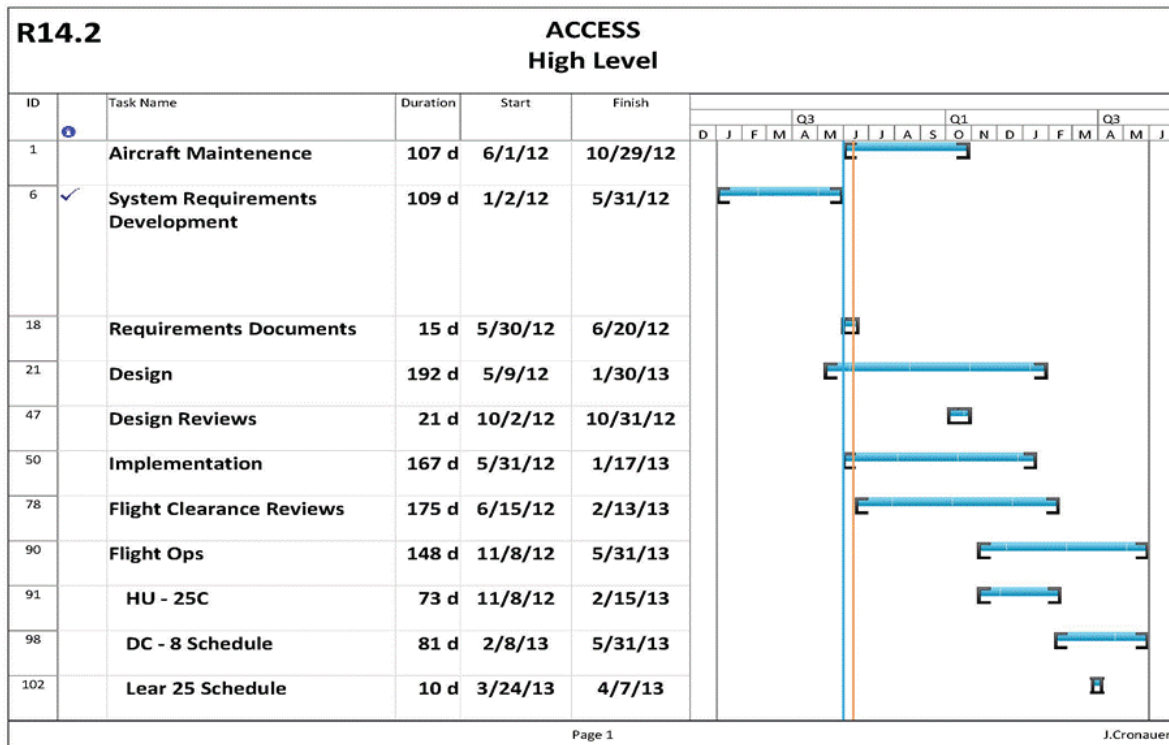 R14.2
ACCESS
High Level
ID Task Name Duration Start Finish
Q3 Q1 Q3
D J F M A M J J A S O N D J F M A M J
1 Aircraft Maintenence 107 d 6/1/12 10/29/12
6 System Requirements 109 d 1/2/12 5/31/12
Development
18 Requirements Documents 15 d 5/30/12 6/20/12
21 Design 192 d 5/9/12 1/30/13
47 Design Reviews 21 d 10/2/12 10/31/12
50 Implementation 167 d 5/31/12 1/17/13
78 Flight Clearance Reviews 175 d 6/15/12 2/13/13
90 Flight Ops 148 d 11/8/12 5/31/13
91 HU - 25C 73 d 11/8/12 2/15/13
98 DC - 8 Schedule 81 d 2/8/13 5/31/13
102 Lear 25 Schedule 10 d 3/24/13 4/7/13
Page 1 J.Cronauer